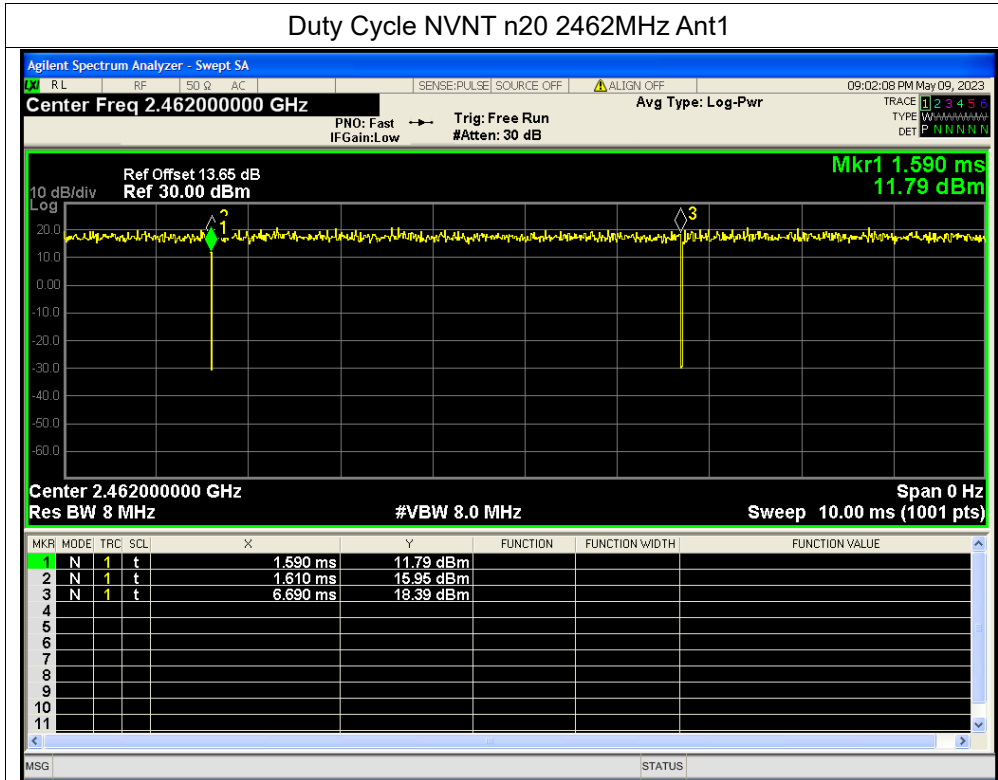 Duty Cycle NVNT n20 2462MHz Ant1
Agilent Spectrum Analyzer - Swept SA
LXI RL RF 50 Ω AC SENSE:PULSE SOURCE OFF ALIGN OFF 09:02:08 PM May 09, 2023
Center Freq 2.462000000 GHz Avg Type: Log-Pwr TRACE 1 2 3 4 5 6
PNO: Fast Trig: Free Run TYPE
IFGain:Low #Atten: 30 dB DET P N N N N N
Mkr1 1.590 ms
Ref Offset 13.65 dB
10 dB/div Ref 30.00 dBm 11.79 dBm
Log
2
1
3
20.0
10.0
0.00
-10.0
-20.0
-30.0
-40.0
-50.0
-60.0
Center 2.462000000 GHz Span 0 Hz
Res BW 8 MHz #VBW 8.0 MHz Sweep 10.00 ms (1001 pts)
MKR MODE TRC SCL X Y FUNCTION FUNCTION WIDTH FUNCTION VALUE
1 N 1 t 1.590 ms 11.79 dBm
2 N 1 t 1.610 ms 15.95 dBm
3 N 1 t 6.690 ms 18.39 dBm
4
5
6
7
8
9
10
11
MSG STATUS